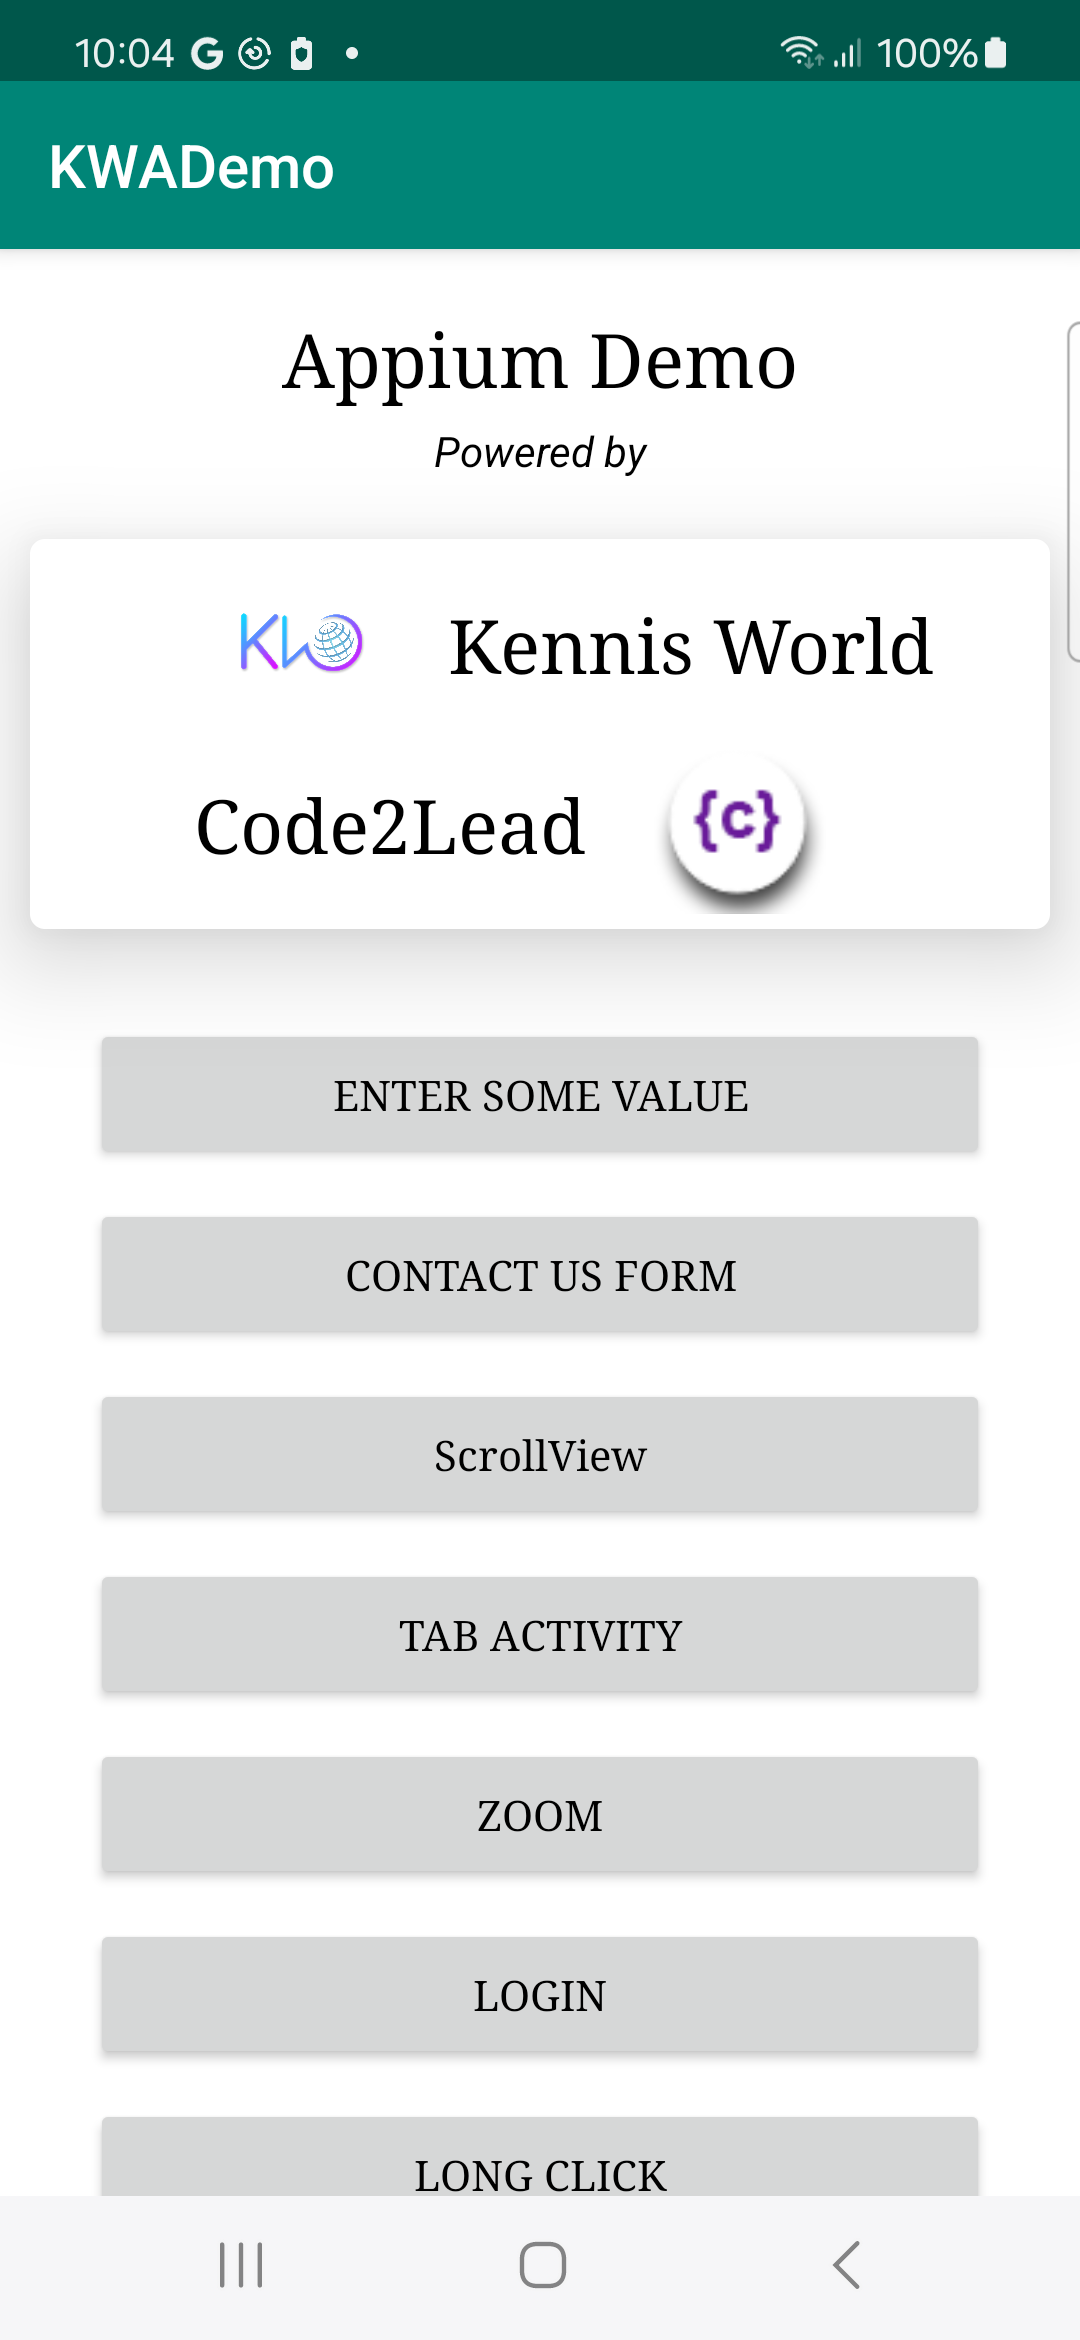 10:04 G 100%
KWADemo
Appium Demo
Powered by
KW Kennis World
Code2Lead {c}
ENTER SOME VALUE
CONTACT US FORM
ScrollView
TAB ACTIVITY
ZOOM
LOGIN
LONG CLICK